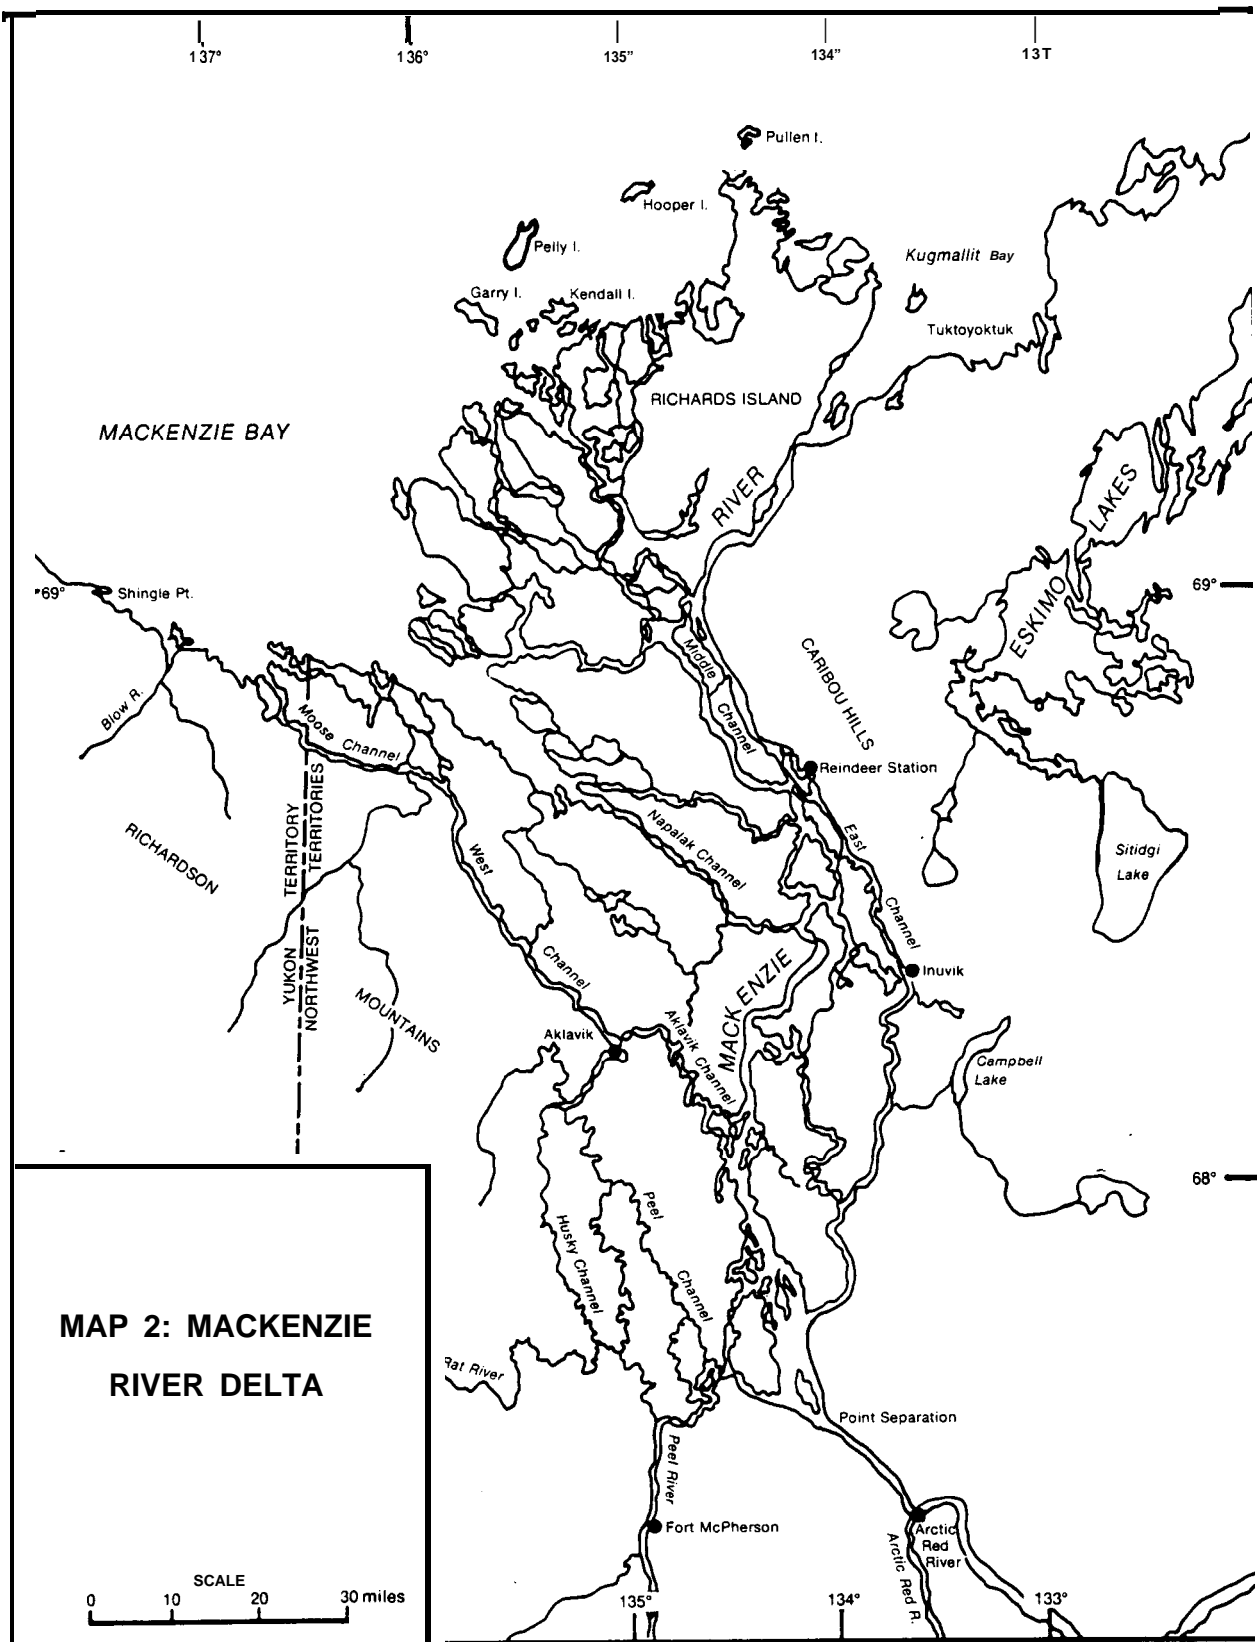 137° 136° 135" 134" 13T
Pullen I.
Hooper I.
Pelly I.
Kugmallit Bay
Garry I. Kendall I.
Tuktoyoktuk
RICHARDS ISLAND
MACKENZIE BAY
RIVER
ESKIMO LAKES
69° Shingle Pt. 69°
Middle Channel
CARIBOU HILLS
Blow R.
Moose Channel
Reindeer Station
RICHARDSON MOUNTAINS
YUKON TERRITORY
NORTHWEST TERRITORIES
West Channel
Napalak Channel
East Channel
Sitidgi
Lake
Inuvik
MACKENZIE
Aklavik
Aklavik Channel
Campbell
Lake
68°
Peel Channel
Husky Channel
MAP 2: MACKENZIE
RIVER DELTA
Rat River
Point Separation
Peel River
Fort McPherson
Arctic
Red
River
Arctic Red R.
SCALE
0 10 20 30 miles
135° 134° 133°